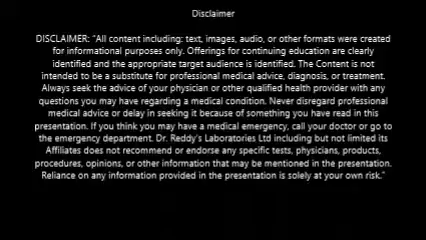 Disclaimer
DISCLAIMER: "All content including: text, images, audio, or other formats were created
for informational purposes only. Offerings for continuing education are clearly
identified and the appropriate target audience is identified. The Content is not
intended to be a substitute for professional medical advice, diagnosis, or treatment.
Always seek the advice of your physician or other qualified health provider with any
questions you may have regarding a medical condition. Never disregard professional
medical advice or delay in seeking it because of something you have read in this
presentation. If you think you may have a medical emergency, call your doctor or go to
the emergency department. Dr. Reddy's Laboratories Ltd including but not limited its
Affiliates does not recommend or endorse any specific tests, physicians, products,
procedures, opinions, or other information that may be mentioned in the presentation.
Reliance on any information provided in the presentation is solely at your own risk."